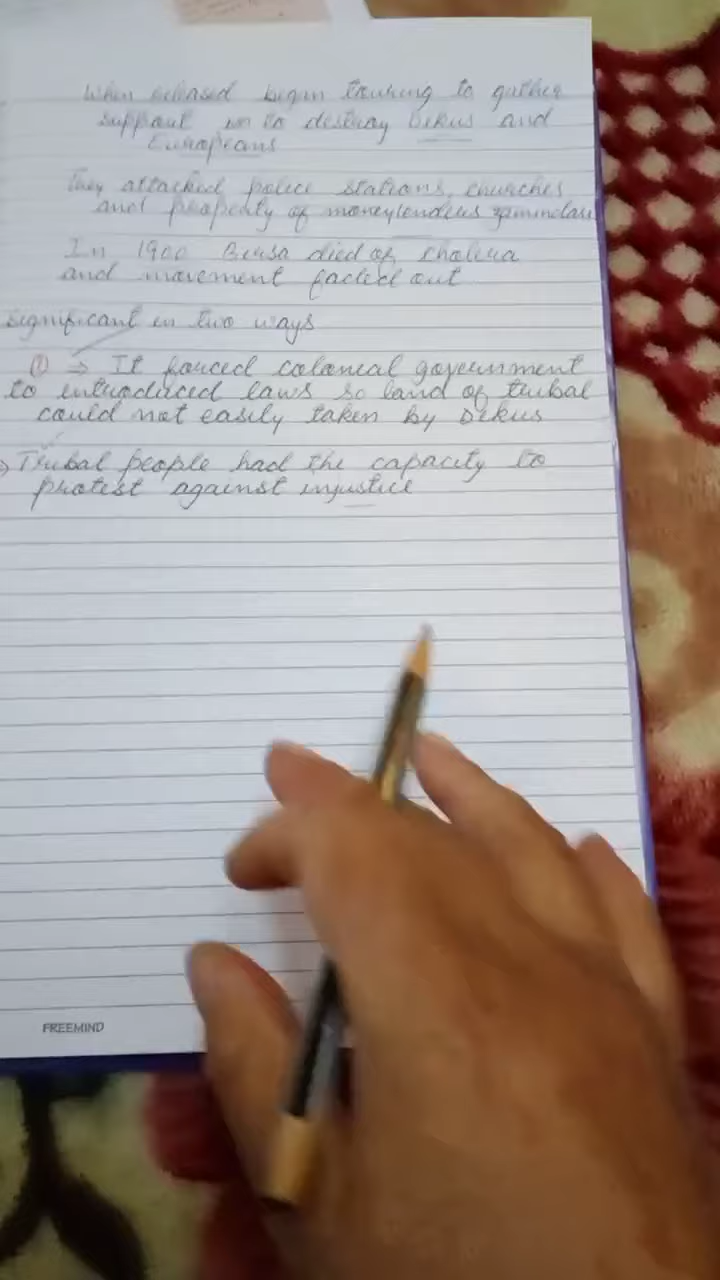 When released began touring to gather
support in to destroy Dikus and
Europeans
They attacked police stations, churches
and property of moneylenders zamindars
In 1900 Birsa died of cholera
and movement faded out
Significant in two ways
① ⇒ It forced colonial government
to introduced laws so land of tribal
could not easily taken by Dikus
⇒ Tribal people had the capacity to
protest against injustice
FREEMIND